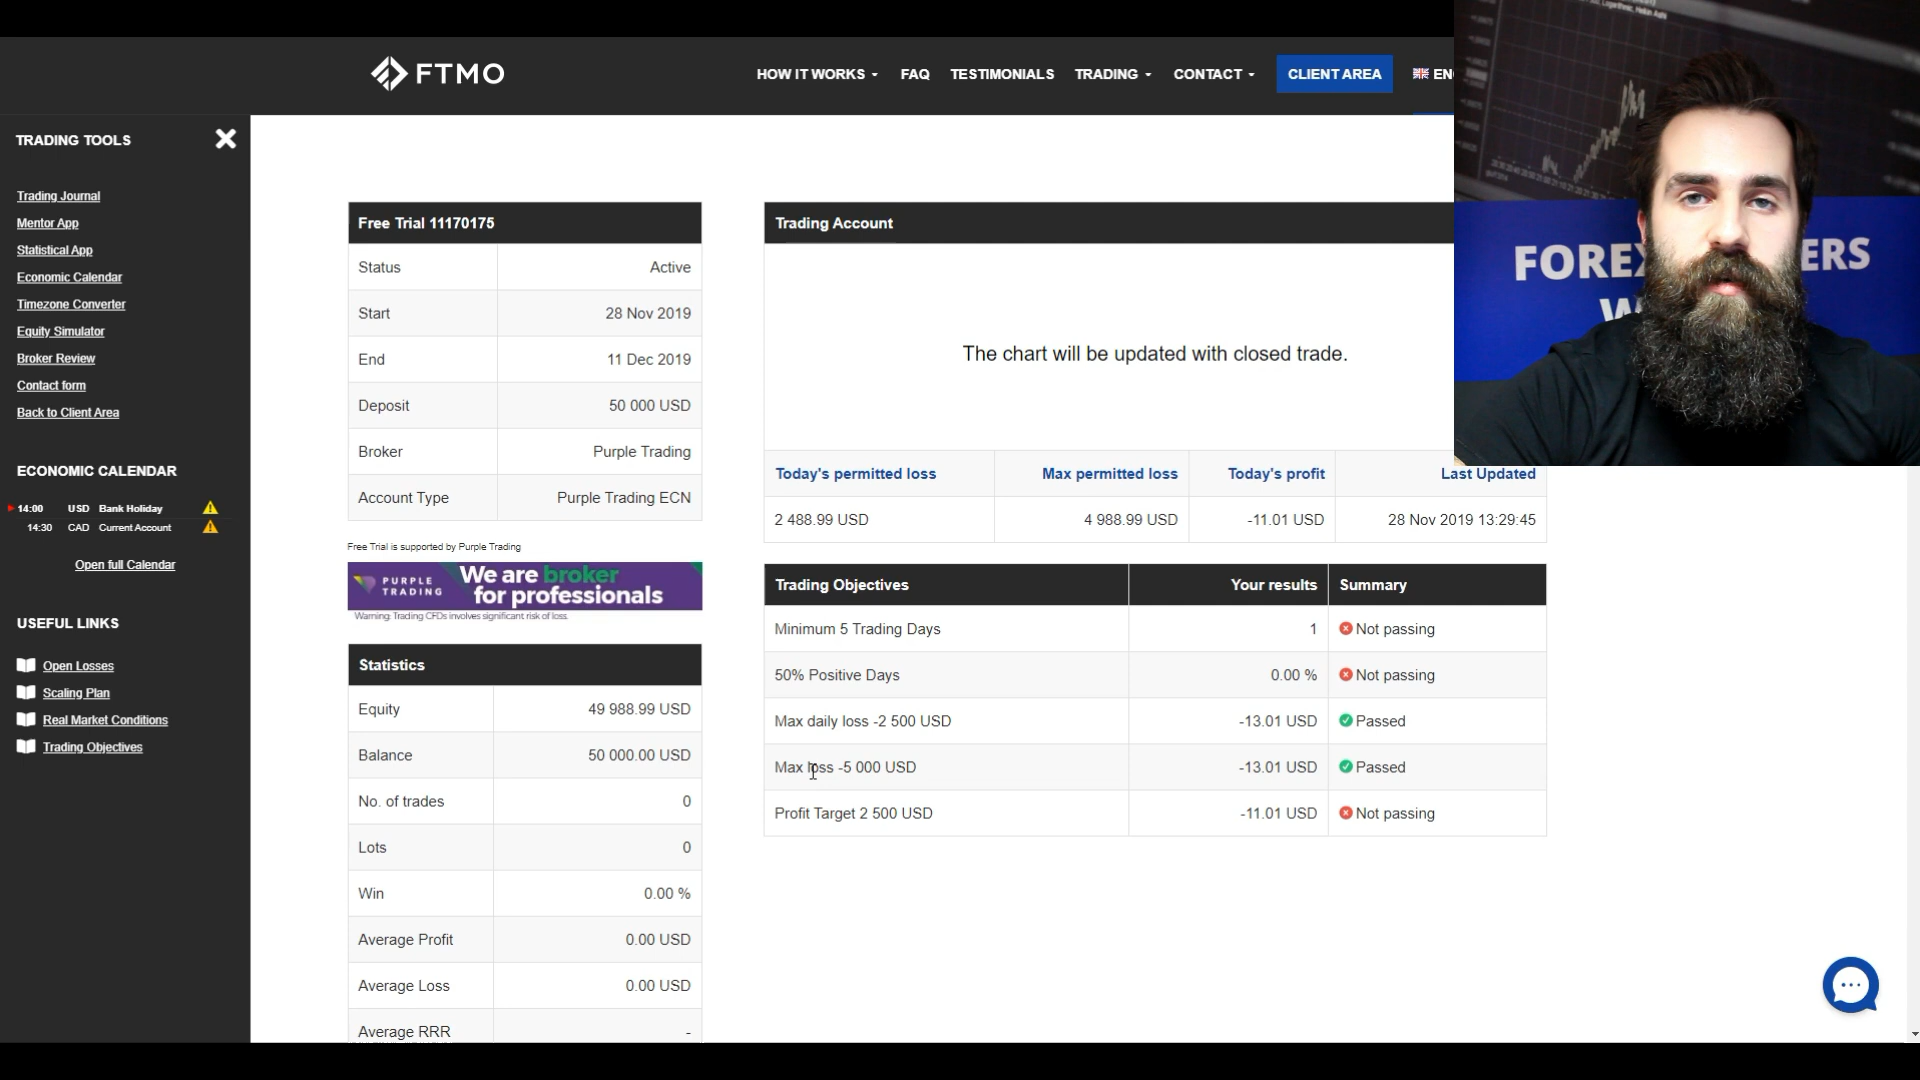 FTMO
HOW IT WORKS
FAQ
TESTIMONIALS
TRADING
CONTACT
CLIENT AREA
EN
TRADING TOOLS
Trading Journal
Mentor App
Statistical App
Economic Calendar
Timezone Converter
Equity Simulator
Broker Review
Contact form
Back to Client Area
ECONOMIC CALENDAR
14:00 USD Bank Holiday
14:30 CAD Current Account
Open full Calendar
USEFUL LINKS
Open Losses
Scaling Plan
Real Market Conditions
Trading Objectives
Free Trial 11170175
Status Active
Start 28 Nov 2019
End 11 Dec 2019
Deposit 50 000 USD
Broker Purple Trading
Account Type Purple Trading ECN
Free Trial is supported by Purple Trading
PURPLE
TRADING
We are broker
for professionals
Warning: Trading CFDs involves significant risk of loss.
Statistics
Equity 49 988.99 USD
Balance 50 000.00 USD
No. of trades 0
Lots 0
Win 0.00 %
Average Profit 0.00 USD
Average Loss 0.00 USD
Average RRR -
Trading Account
The chart will be updated with closed trade.
Today's permitted loss Max permitted loss Today's profit Last Updated
2 488.99 USD 4 988.99 USD -11.01 USD 28 Nov 2019 13:29:45
Trading Objectives Your results Summary
Minimum 5 Trading Days 1 Not passing
50% Positive Days 0.00 % Not passing
Max daily loss -2 500 USD -13.01 USD Passed
Max loss -5 000 USD -13.01 USD Passed
Profit Target 2 500 USD -11.01 USD Not passing
FOREX ERS
W